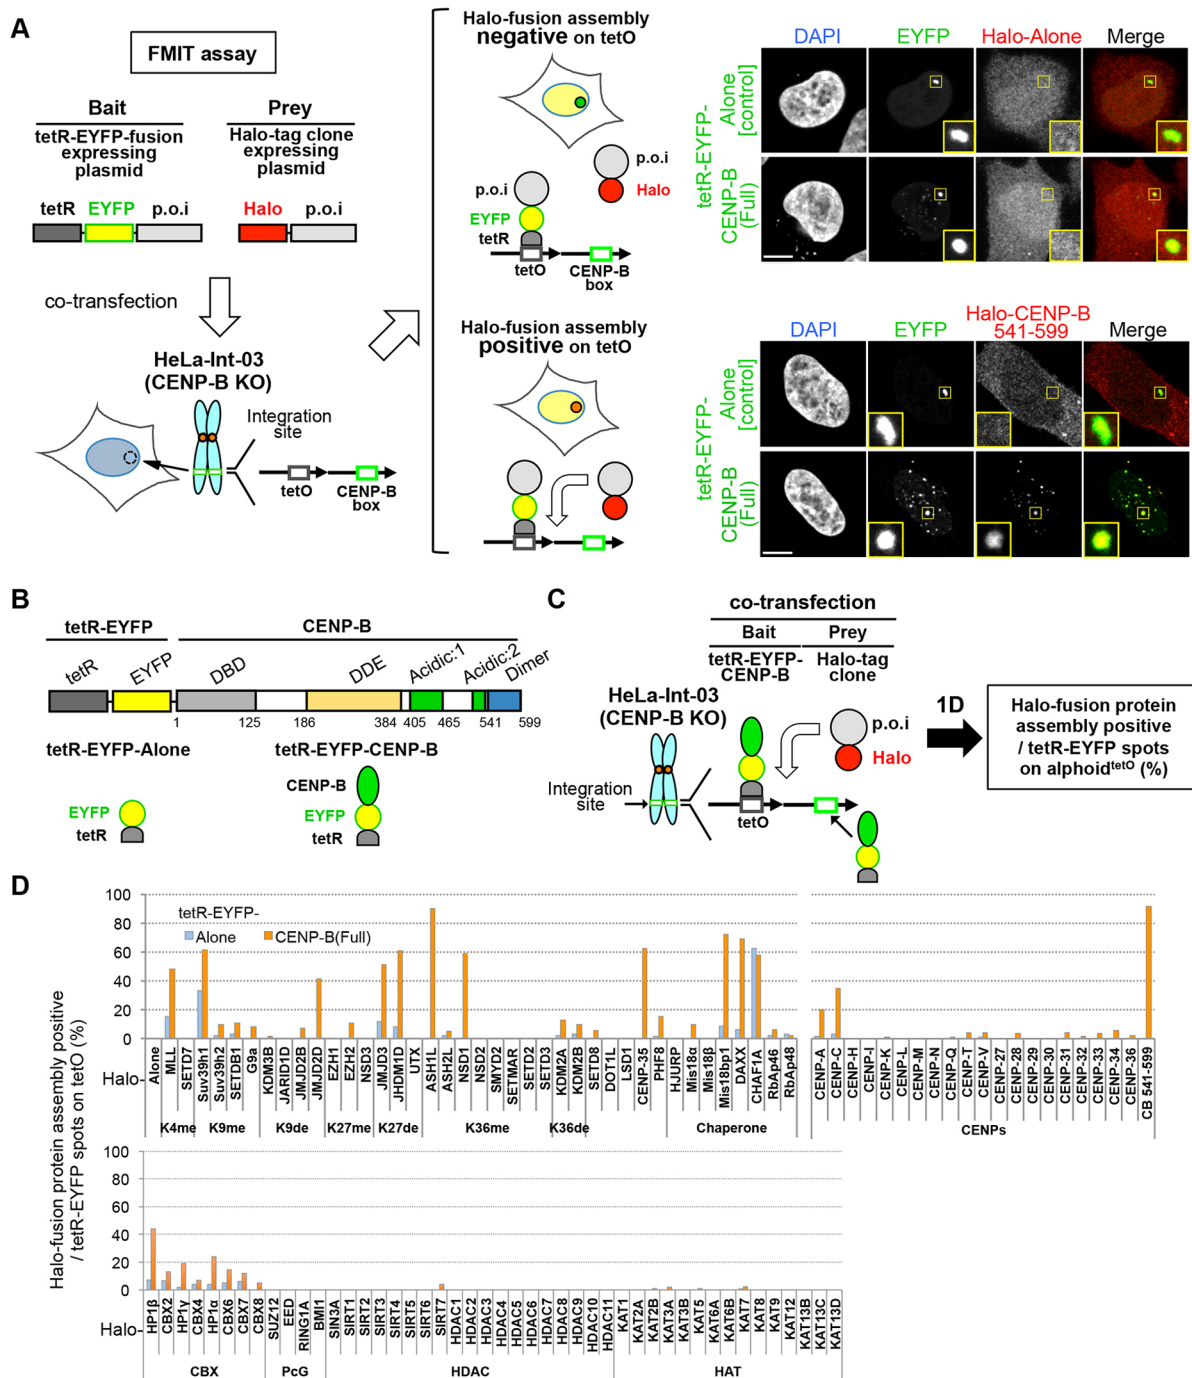 A
FMIT assay
Bait
tetR-EYFP-fusion
expressing
plasmid
Prey
Halo-tag clone
expressing
plasmid
tetR EYFP p.o.i
Halo p.o.i
co-transfection
HeLa-Int-03
(CENP-B KO)
Integration
site
tetO
CENP-B
box
Halo-fusion assembly
negative on tetO
p.o.i
EYFP
tetR
tetO
CENP-B
box
p.o.i
Halo
Halo-fusion assembly
positive on tetO
DAPI EYFP Halo-Alone Merge
tetR-EYFP-
Alone
[control]
CENP-B
(Full)
DAPI EYFP Halo-CENP-B
541-599 Merge
tetR-EYFP-
Alone
[control]
CENP-B
(Full)
B
tetR-EYFP CENP-B
tetR EYFP DBD DDE Acidic:1 Acidic:2 Dimer
1 125 186 384 405 465 541 599
tetR-EYFP-Alone
EYFP
tetR
tetR-EYFP-CENP-B
CENP-B
EYFP
tetR
C
co-transfection
Bait Prey
tetR-EYFP-
CENP-B
Halo-tag
clone
HeLa-Int-03
(CENP-B KO)
Integration
site
tetO
p.o.i
Halo
1D
Halo-fusion protein
assembly positive
/ tetR-EYFP spots
on alphoidtetO (%)
D
Halo-fusion protein assembly positive
/ tetR-EYFP spots on tetO (%)
100
80
60
40
20
0
tetR-EYFP-
Alone CENP-B(Full)
Halo-
Alone MLL SETD7 Suv39h1 Suv39h2 SETDB1 G9a KDM3B JARID1D JMJD2B JMJD2D EZH1 EZH2 NSD3 JMJD3 JHDM1D UTX ASH1L ASH2L NSD1 NSD2 SMYD2 SETMAR SETD2 SETD3 KDM2A KDM2B SETD8 DOT1L LSD1 CENP-35 PHF8 HJURP Mis18α Mis18β Mis18bp1 DAXX CHAF1A RbAp46 RbAp48
K4me K9me K9de K27me K27de K36me K36de Chaperone
CENP-A CENP-C CENP-H CENP-I CENP-K CENP-L CENP-M CENP-N CENP-Q CENP-T CENP-V CENP-27 CENP-28 CENP-29 CENP-30 CENP-31 CENP-32 CENP-33 CENP-34 CENP-36 CB 541-599
CENPs
100
80
60
40
20
0
Halo-
HP1β CBX2 HP1γ CBX4 HP1α CBX6 CBX7 CBX8 SUZ12 EED RING1A BMI1 SIN3A SIRT1 SIRT2 SIRT3 SIRT4 SIRT5 SIRT6 SIRT7 HDAC1 HDAC2 HDAC3 HDAC4 HDAC5 HDAC6 HDAC7 HDAC8 HDAC9 HDAC10 HDAC11 KAT1 KAT2A KAT2B KAT3A KAT3B KAT5 KAT6A KAT6B KAT7 KAT8 KAT9 KAT12 KAT13B KAT13C KAT13D
CBX PcG HDAC HAT